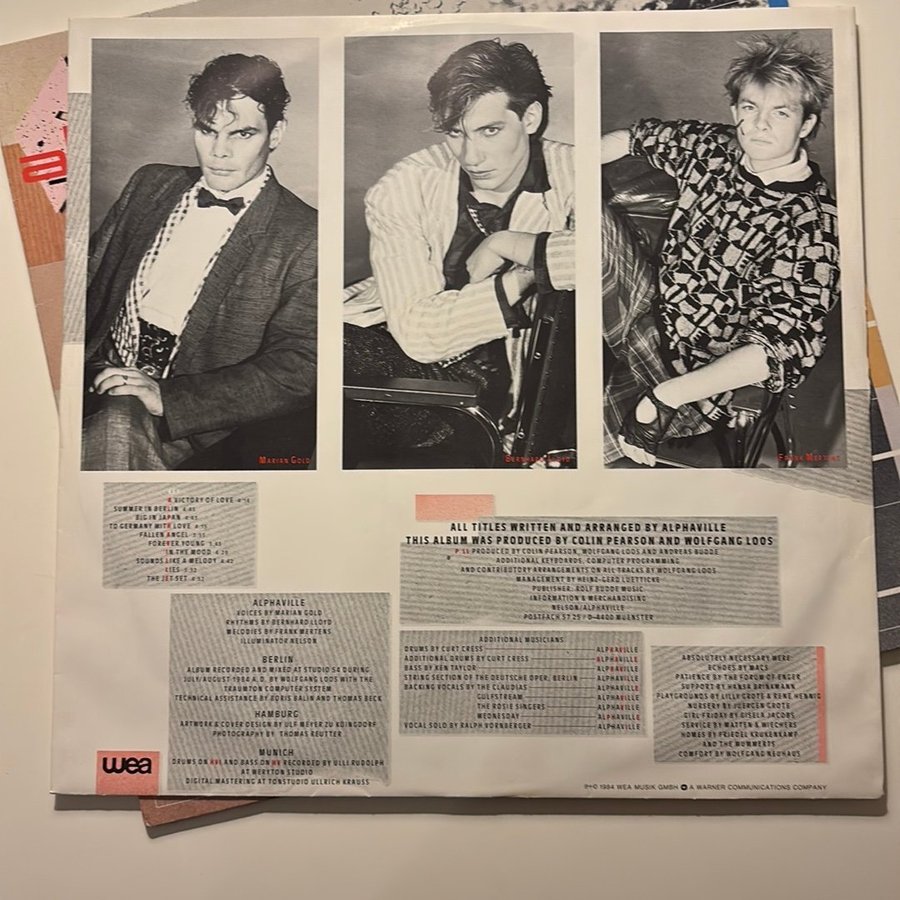 MARIAN GOLD
BERNHARD LLOYD
FRANK MERTENS
A VICTORY OF LOVE 4:14
SUMMER IN BERLIN 4:45
BIG IN JAPAN 4:43
TO GERMANY WITH LOVE 4:15
FALLEN ANGEL 3:55
FOREVER YOUNG 3:45
IN THE MOOD 4:29
SOUNDS LIKE A MELODY 4:42
LIES 3:32
THE JET SET 4:52
ALL TITLES WRITTEN AND ARRANGED BY ALPHAVILLE
THIS ALBUM WAS PRODUCED BY COLIN PEARSON AND WOLFGANG LOOS
PRODUCED BY COLIN PEARSON, WOLFGANG LOOS AND ANDREAS BUDDE
ADDITIONAL KEYBOARDS, COMPUTER PROGRAMMING
AND CONTRIBUTORY ARRANGEMENTS ON ALL TRACKS BY WOLFGANG LOOS
MANAGEMENT BY HEINZ-GERD LUETTICKE
PUBLISHER: ROLF BUDDE MUSIC
INFORMATION & MERCHANDISING
NELSON/ALPHAVILLE
POSTFACH 57 25 / D-4400 MUENSTER
ALPHAVILLE
VOICES BY MARIAN GOLD
RHYTHMS BY BERNHARD LLOYD
MELODIES BY FRANK MERTENS
ILLUMINATOR NELSON
BERLIN
ALBUM RECORDED AND MIXED AT STUDIO 54 DURING
JULY/AUGUST 1984 A.D. BY WOLFGANG LOOS WITH THE
TRAUMTON COMPUTER SYSTEM
TECHNICAL ASSISTANCE BY BORIS BALIN AND THOMAS BECK
HAMBURG
ARTWORK & COVER DESIGN BY ULF MEYER ZU KÜINGDORF
PHOTOGRAPHY BY THOMAS REUTTER
MUNICH
DRUMS ON AND BASS ON RECORDED BY ULLI RUDOLPH
AT WERYTON STUDIO
DIGITAL MASTERING AT TONSTUDIO ULLRICH KRAUSS
ADDITIONAL MUSICIANS
DRUMS BY CURT CRESS ALPHAVILLE
ADDITIONAL DRUMS BY CURT CRESS ALPHAVILLE
BASS BY KEN TAYLOR ALPHAVILLE
STRING SECTION OF THE DEUTSCHE OPER, BERLIN ALPHAVILLE
BACKING VOCALS BY THE CLAUDIAS ALPHAVILLE
GULFSTREAM ALPHAVILLE
THE ROSIE SINGERS ALPHAVILLE
WEDNESDAY ALPHAVILLE
VOCAL SOLO BY RALPH VORNBERGER ALPHAVILLE
ABSOLUTELY NECESSARY WERE:
ECHOES BY MACS
PATIENCE BY THE FORUM OF ENGER
SUPPORT BY HANSA BRINKMANN
PLAYGROUNDS BY LILLY GROTE & RENE HENNIG
NURSERY BY JUERGEN GROTE
GIRL FRIDAY BY GISELA JACOBS
SERVICE BY MATTEN & WIECHERS
HOMES BY FRIEDEL KRUKENKAMP
AND THE MUMMERTS
COMFORT BY WOLFGANG NEUHAUS
wea
℗+© 1984 WEA MUSIK GMBH A WARNER COMMUNICATIONS COMPANY